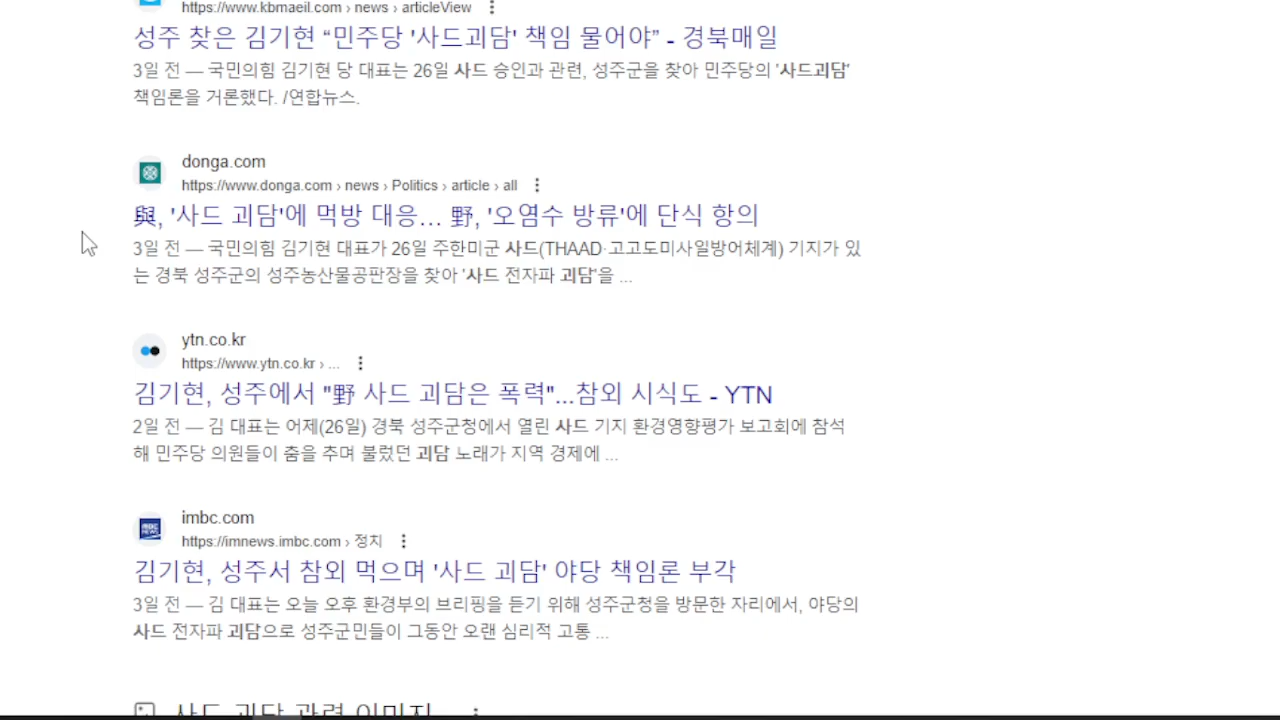 https://www.kbmaeil.com › news › articleView
성주 찾은 김기현 “민주당 '사드괴담' 책임 물어야” - 경북매일
3일 전 — 국민의힘 김기현 당 대표는 26일 사드 승인과 관련, 성주군을 찾아 민주당의 '사드괴담'
책임론을 거론했다. /연합뉴스.
donga.com
https://www.donga.com › news › Politics › article › all
與, '사드 괴담'에 먹방 대응... 野, '오염수 방류'에 단식 항의
3일 전 — 국민의힘 김기현 대표가 26일 주한미군 사드(THAAD·고고도미사일방어체계) 기지가 있
는 경북 성주군의 성주농산물공판장을 찾아 '사드 전자파 괴담'을 ...
ytn.co.kr
https://www.ytn.co.kr › ...
김기현, 성주에서 "野 사드 괴담은 폭력"...참외 시식도 - YTN
2일 전 — 김 대표는 어제(26일) 경북 성주군청에서 열린 사드 기지 환경영향평가 보고회에 참석
해 민주당 의원들이 춤을 추며 불렀던 괴담 노래가 지역 경제에 ...
imbc.com
https://imnews.imbc.com › 정치
김기현, 성주서 참외 먹으며 '사드 괴담' 야당 책임론 부각
3일 전 — 김 대표는 오늘 오후 환경부의 브리핑을 듣기 위해 성주군청을 방문한 자리에서, 야당의
사드 전자파 괴담으로 성주군민들이 그동안 오랜 심리적 고통 ...
사드 괴담 관련 이미지